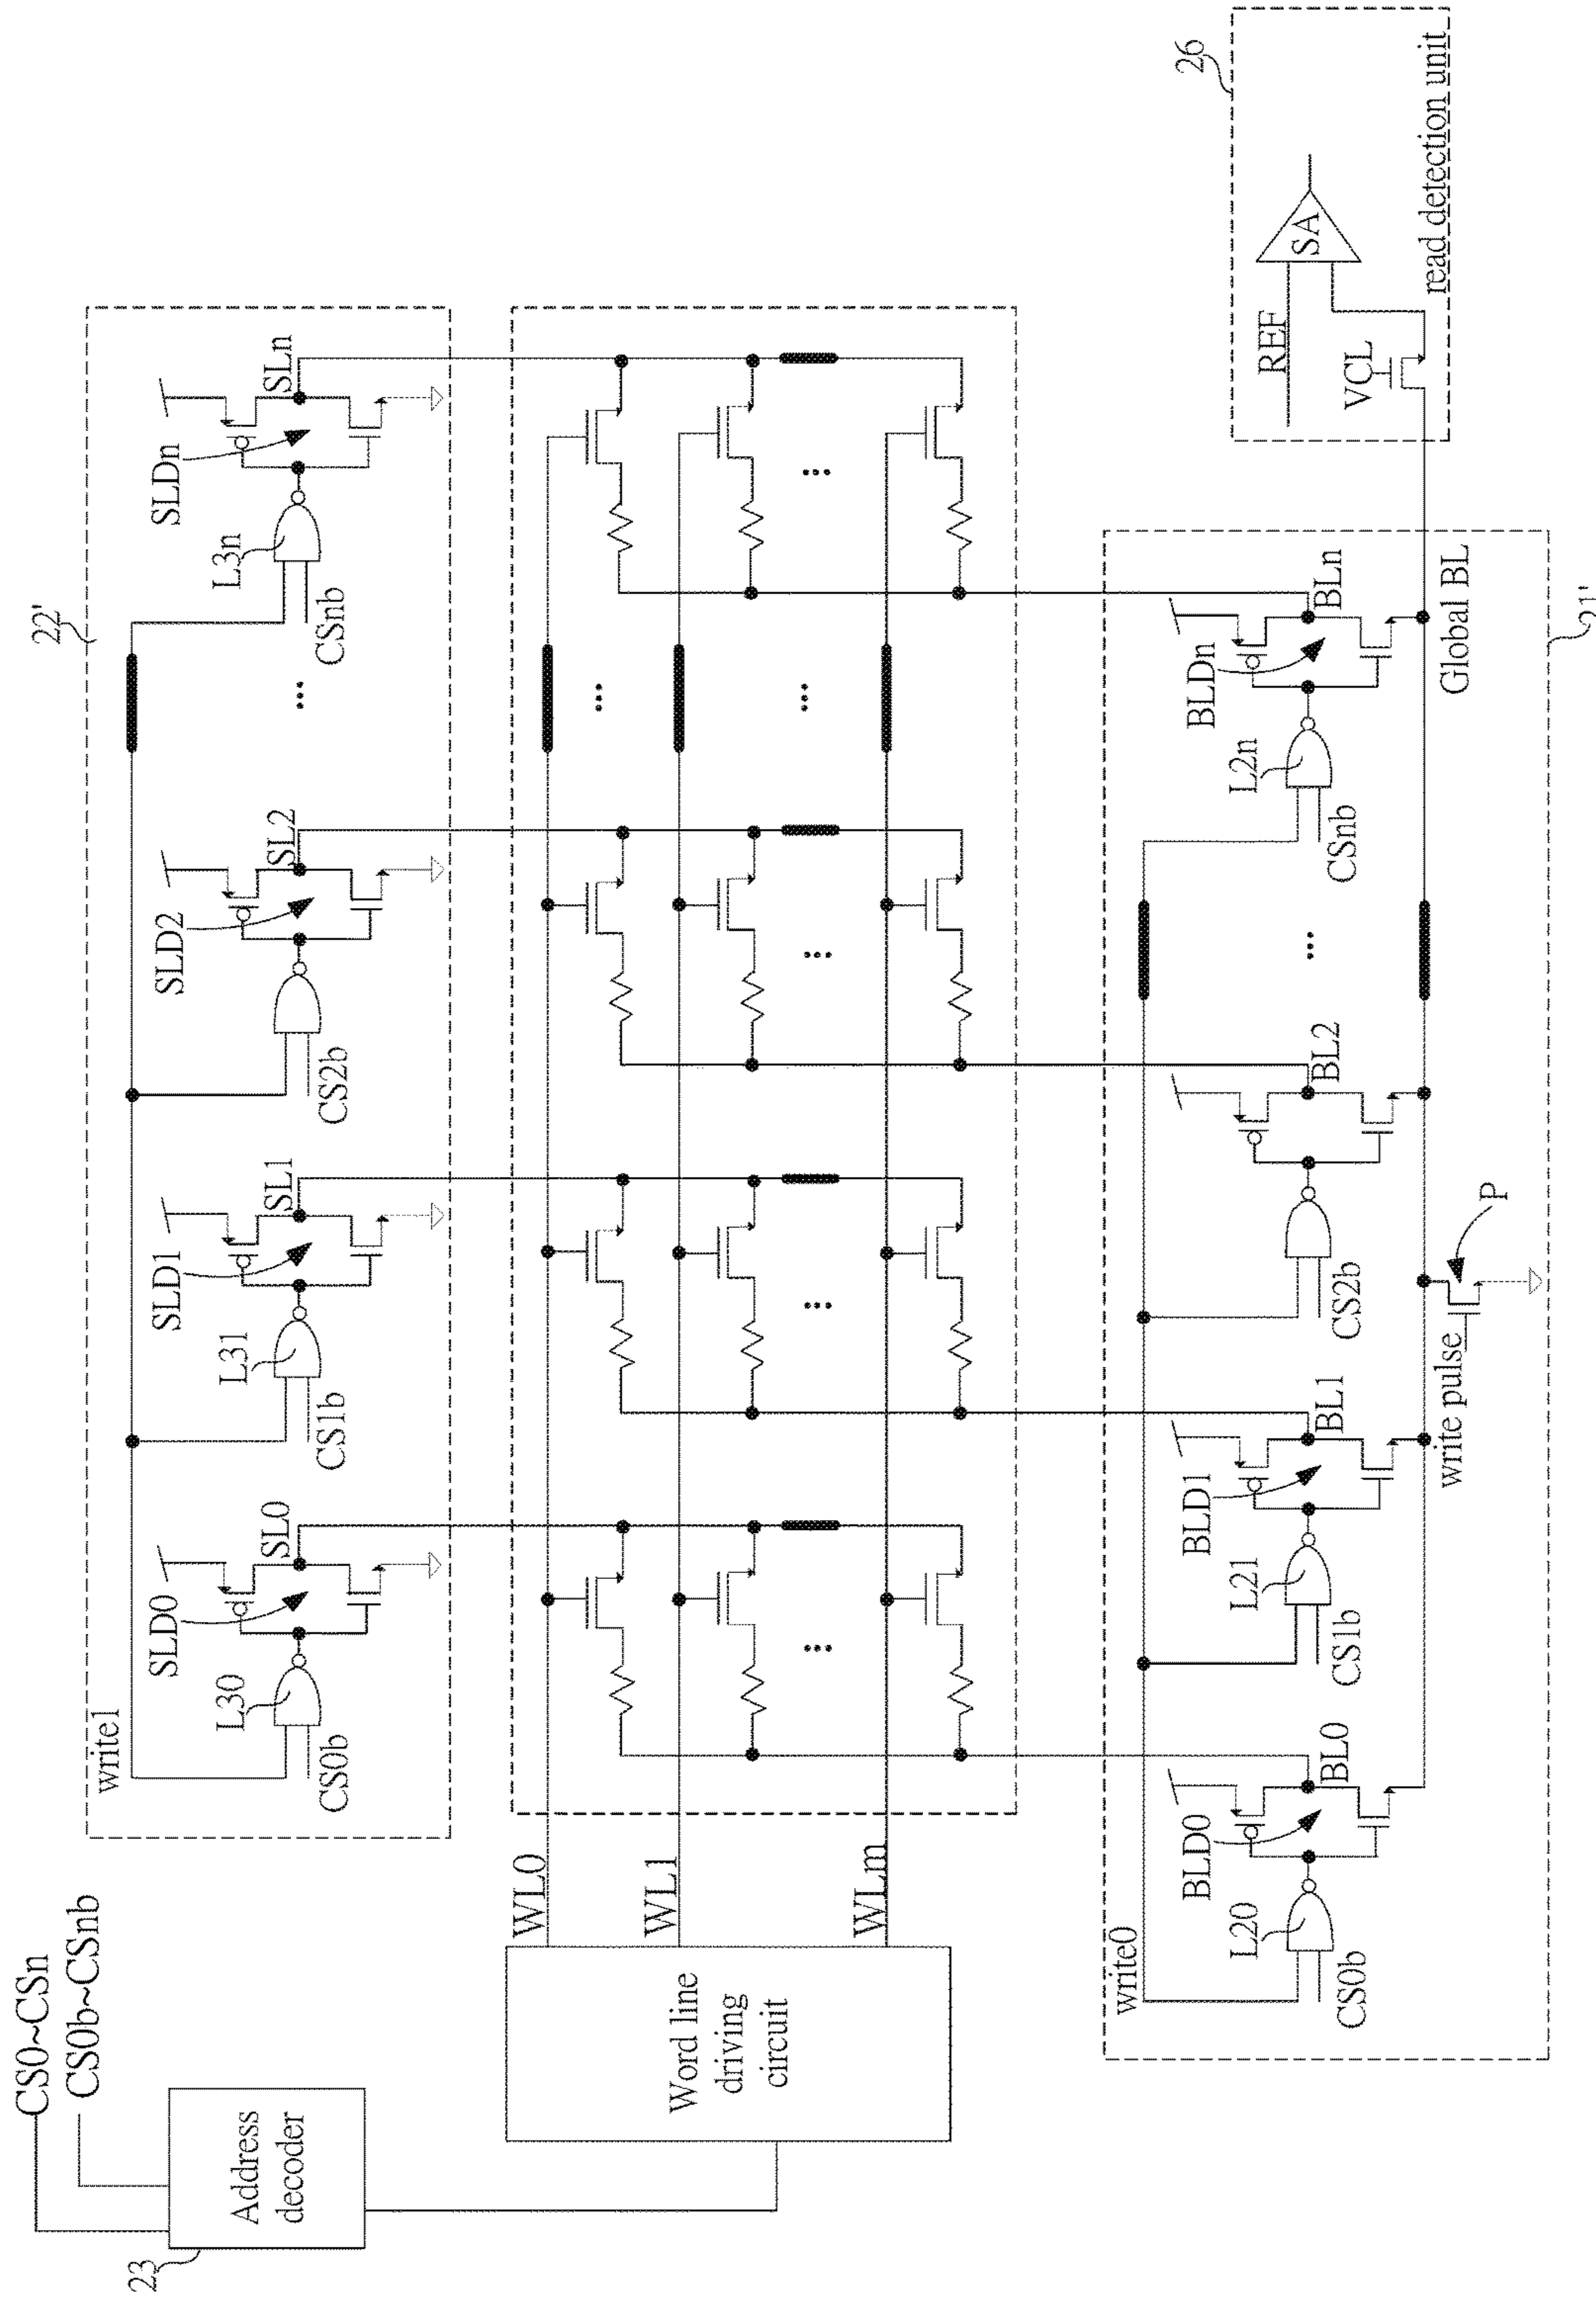 CS0~CSn
CS0b~CSnb
23
Address
decoder
Word line
driving
circuit
WL0
WL1
WLm
22'
write1
SLD0
SL0
L30
CS0b
SLD1
SL1
L31
CS1b
SLD2
SL2
CS2b
...
SLDn
SLn
L3n
CSnb
...
...
...
...
...
...
21'
write0
BLD0
BL0
L20
CS0b
BLD1
BL1
L21
CS1b
write pulse
P
BL2
CS2b
...
BLDn
BLn
L2n
CSnb
Global BL
26
REF
SA
VCL
read detection unit